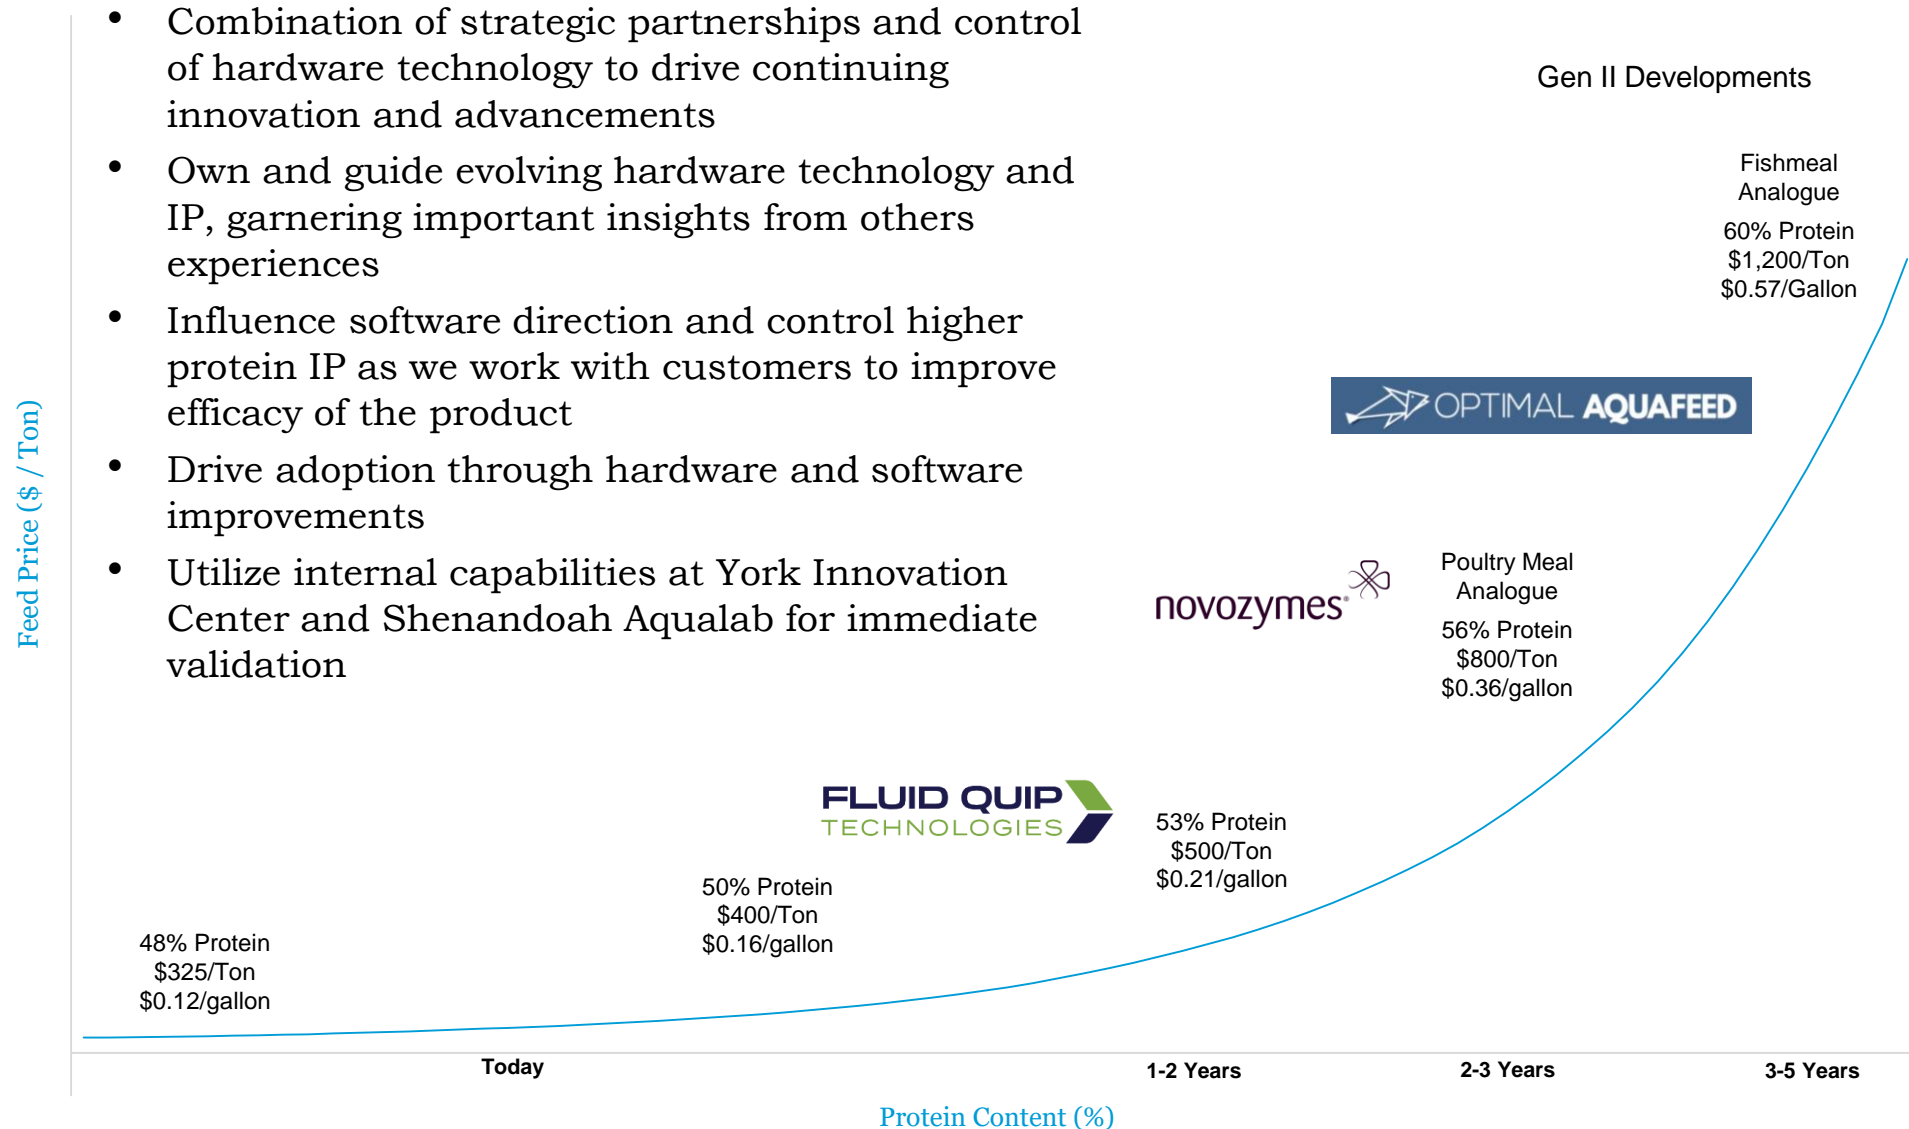 • Combination of strategic partnerships and control
of hardware technology to drive continuing
innovation and advancements
• Own and guide evolving hardware technology and
IP, garnering important insights from others
experiences
• Influence software direction and control higher
protein IP as we work with customers to improve
efficacy of the product
• Drive adoption through hardware and software
improvements
• Utilize internal capabilities at York Innovation
Center and Shenandoah Aqualab for immediate
validation
Gen II Developments
Fishmeal
Analogue
60% Protein
$1,200/Ton
$0.57/Gallon
OPTIMAL AQUAFEED
novozymes
Poultry Meal
Analogue
56% Protein
$800/Ton
$0.36/gallon
FLUID QUIP
TECHNOLOGIES
53% Protein
$500/Ton
$0.21/gallon
50% Protein
$400/Ton
$0.16/gallon
48% Protein
$325/Ton
$0.12/gallon
Feed Price ($ / Ton)
Today
1-2 Years
2-3 Years
3-5 Years
Protein Content (%)